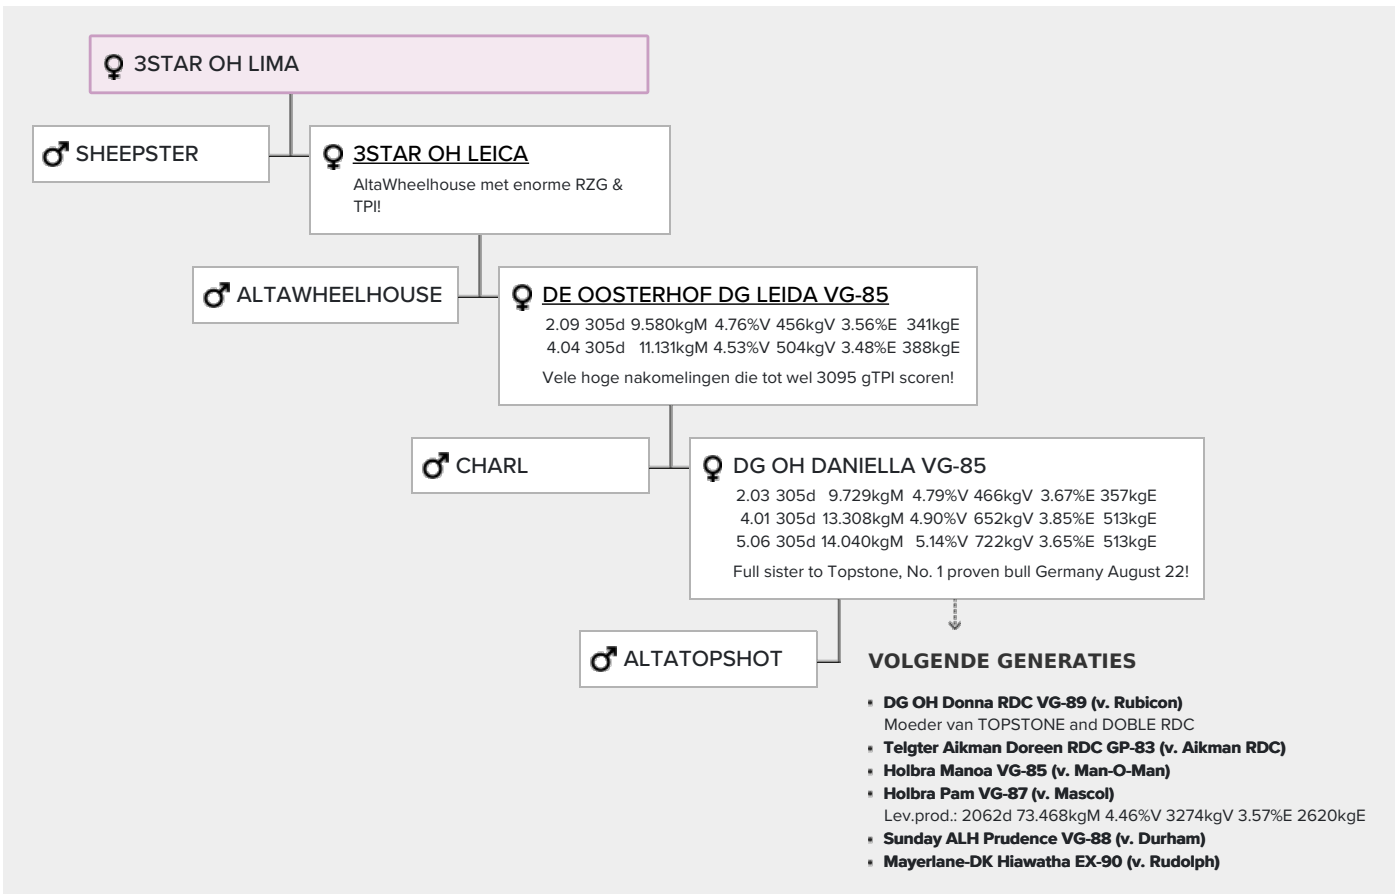 3STAR OH LIMA
SHEEPSTER
3STAR OH LEICA
AltaWheelhouse met enorme RZG &
TPI!
ALTAWHEELHOUSE
DE OOSTERHOF DG LEIDA VG-85
2.09 305d 9.580kgM 4.76%V 456kgV 3.56%E 341kgE
4.04 305d 11.131kgM 4.53%V 504kgV 3.48%E 388kgE
Vele hoge nakomelingen die tot wel 3095 gTPI scoren!
CHARL
DG OH DANIELLA VG-85
2.03 305d 9.729kgM 4.79%V 466kgV 3.67%E 357kgE
4.01 305d 13.308kgM 4.90%V 652kgV 3.85%E 513kgE
5.06 305d 14.040kgM 5.14%V 722kgV 3.65%E 513kgE
Full sister to Topstone, No. 1 proven bull Germany August 22!
ALTATOPSHOT
VOLGENDE GENERATIES
DG OH Donna RDC VG-89 (v. Rubicon)
Moeder van TOPSTONE and DOBLE RDC
Telgter Aikman Doreen RDC GP-83 (v. Aikman RDC)
Holbra Manoa VG-85 (v. Man-O-Man)
Holbra Pam VG-87 (v. Mascol)
Lev.prod.: 2062d 73.468kgM 4.46%V 3274kgV 3.57%E 2620kgE
Sunday ALH Prudence VG-88 (v. Durham)
Mayerlane-DK Hiawatha EX-90 (v. Rudolph)